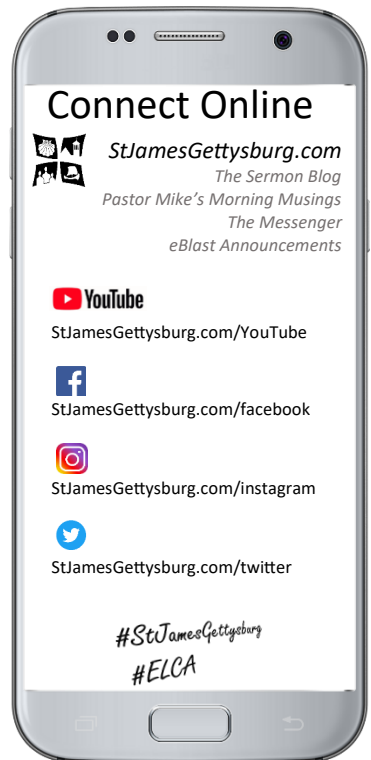 Connect Online
StJamesGettysburg.com
The Sermon Blog
Pastor Mike's Morning Musings
The Messenger
eBlast Announcements
YouTube
StJamesGettysburg.com/YouTube
StJamesGettysburg.com/facebook
StJamesGettysburg.com/instagram
StJamesGettysburg.com/twitter
#StJamesGettysburg
#ELCA